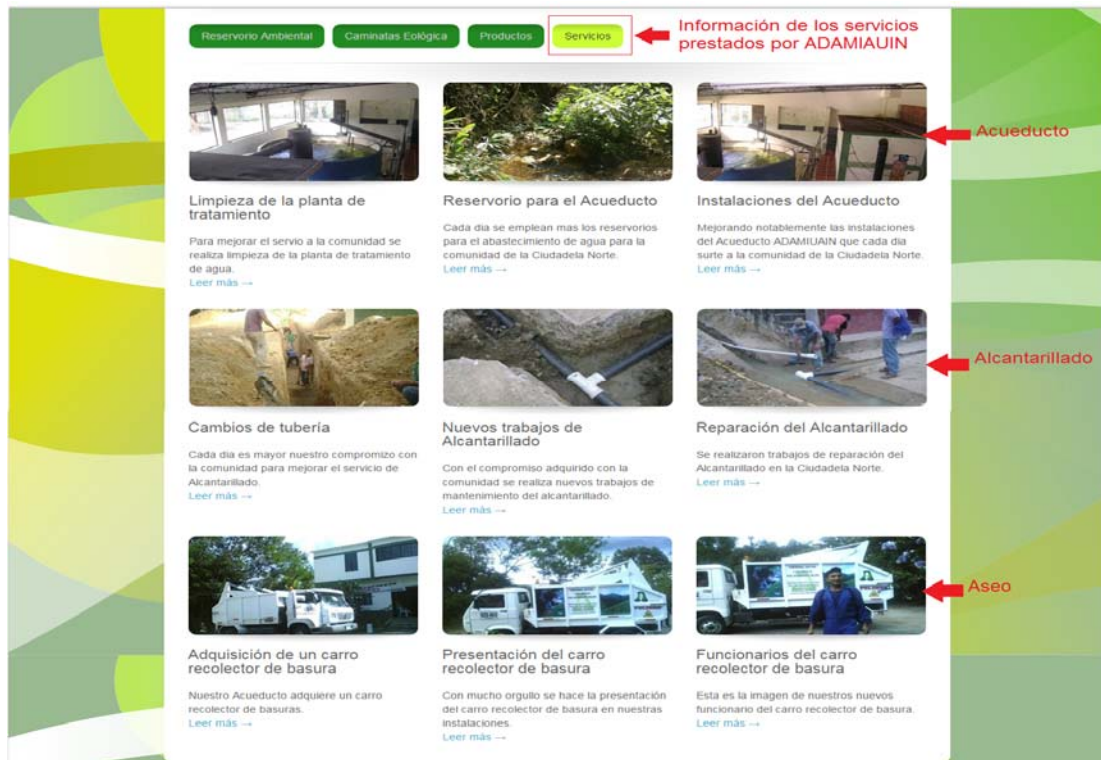 Reservorio Ambiental
Caminatas Eológica
Productos
Servicios
Información de los servicios
prestados por ADAMIAUIN
Acueducto
Limpieza de la planta de
tratamiento
Para mejorar el servio a la comunidad se
realiza limpieza de la planta de tratamiento
de agua.
Leer más →
Reservorio para el Acueducto
Cada dia se emplean mas los reservorios
para el abastecimiento de agua para la
comunidad de la Ciudadela Norte.
Leer más →
Instalaciones del Acueducto
Mejorando notablemente las instalaciones
del Acueducto ADAMIUAIN que cada dia
surte a la comunidad de la Ciudadela Norte.
Leer más →
Alcantarillado
Cambios de tubería
Cada dia es mayor nuestro compromizo con
la comunidad para mejorar el servicio de
Alcantarillado.
Leer más →
Nuevos trabajos de
Alcantarillado
Con el compromiso adquirido con la
comunidad se realiza nuevos trabajos de
mantenimiento del alcantarillado.
Leer más →
Reparación del Alcantarillado
Se realizaron trabajos de reparación del
Alcantarillado en la Ciudadela Norte.
Leer más →
Aseo
Adquisición de un carro
recolector de basura
Nuestro Acueducto adquiere un carro
recolector de basuras.
Leer más →
Presentación del carro
recolector de basura
Con mucho orgullo se hace la presentación
del carro recolector de basura en nuestras
instalaciones.
Leer más →
Funcionarios del carro
recolector de basura
Esta es la imagen de nuestros nuevos
funcionario del carro recolector de basura.
Leer más →